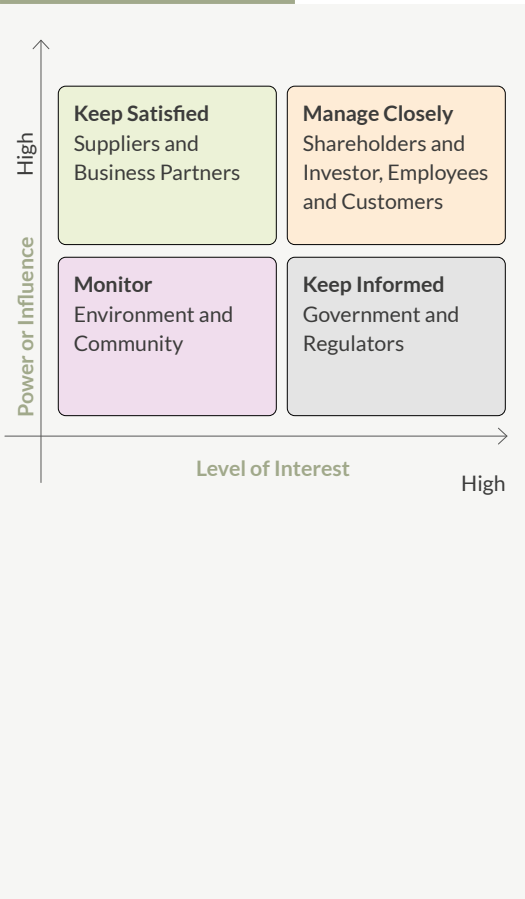 High
Power or Influence
Keep Satisfied
Suppliers and
Business Partners
Manage Closely
Shareholders and
Investor, Employees
and Customers
Monitor
Environment and
Community
Keep Informed
Government and
Regulators
Level of Interest
High